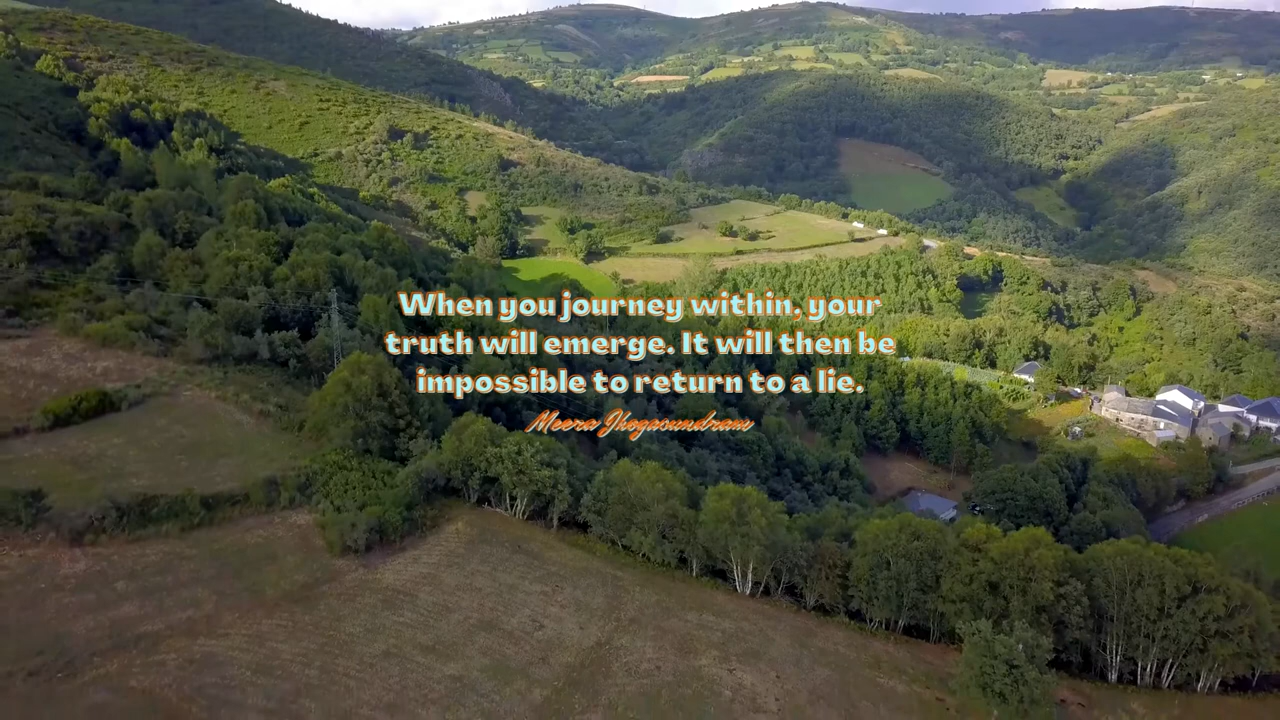 When you journey within, your
truth will emerge. It will then be
impossible to return to a lie.
Meera Jhogasundram